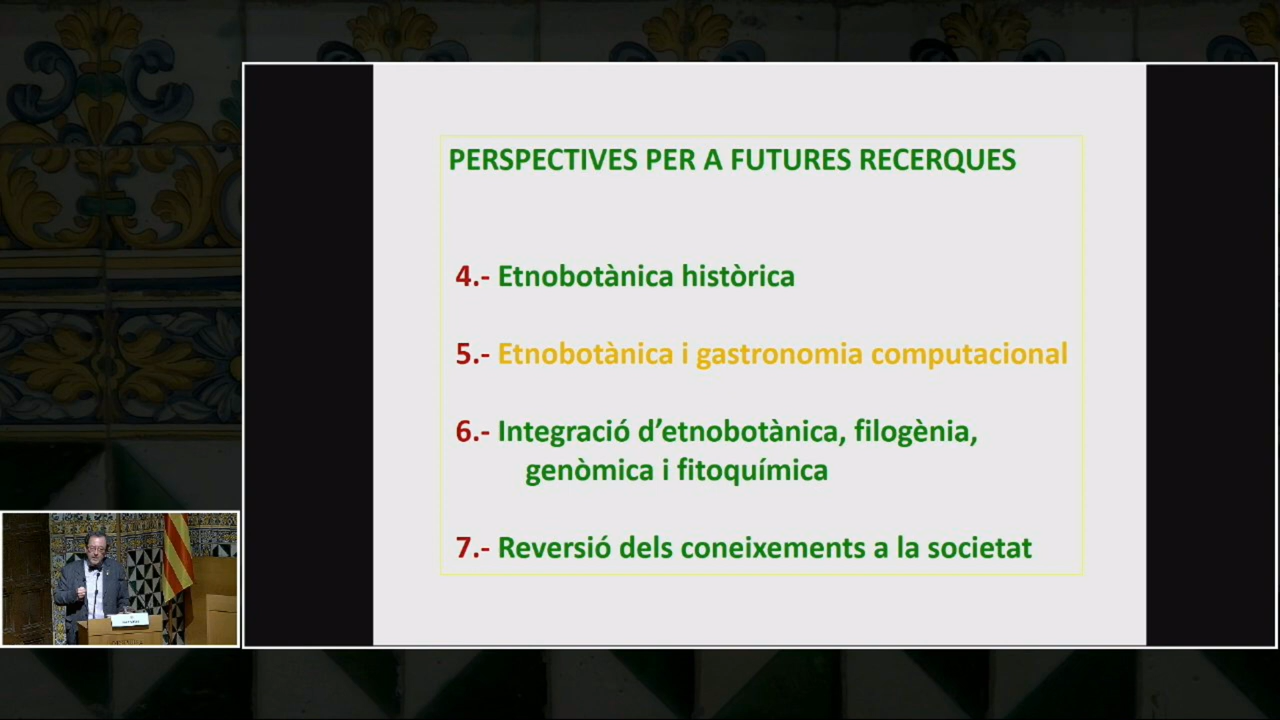 PERSPECTIVES PER A FUTURES RECERQUES
4.- Etnobotànica històrica
5.- Etnobotànica i gastronomia computacional
6.- Integració d’etnobotànica, filogènia,
genòmica i fitoquímica
7.- Reversió dels coneixements a la societat